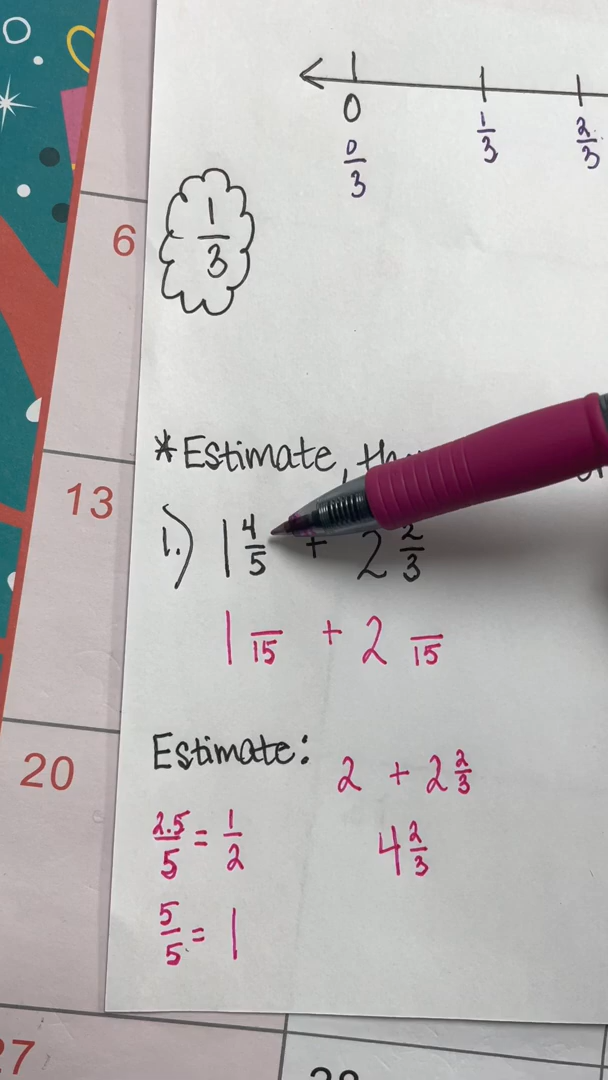 0 1/3 2/3
0/3
6
1/3
*Estimate,
13
1.) 1 4/5 + 2 2/3
1 /15 + 2 /15
Estimate:
20
2 + 2 2/3
2.5/5 = 1/2
4 2/3
5/5 = 1
27